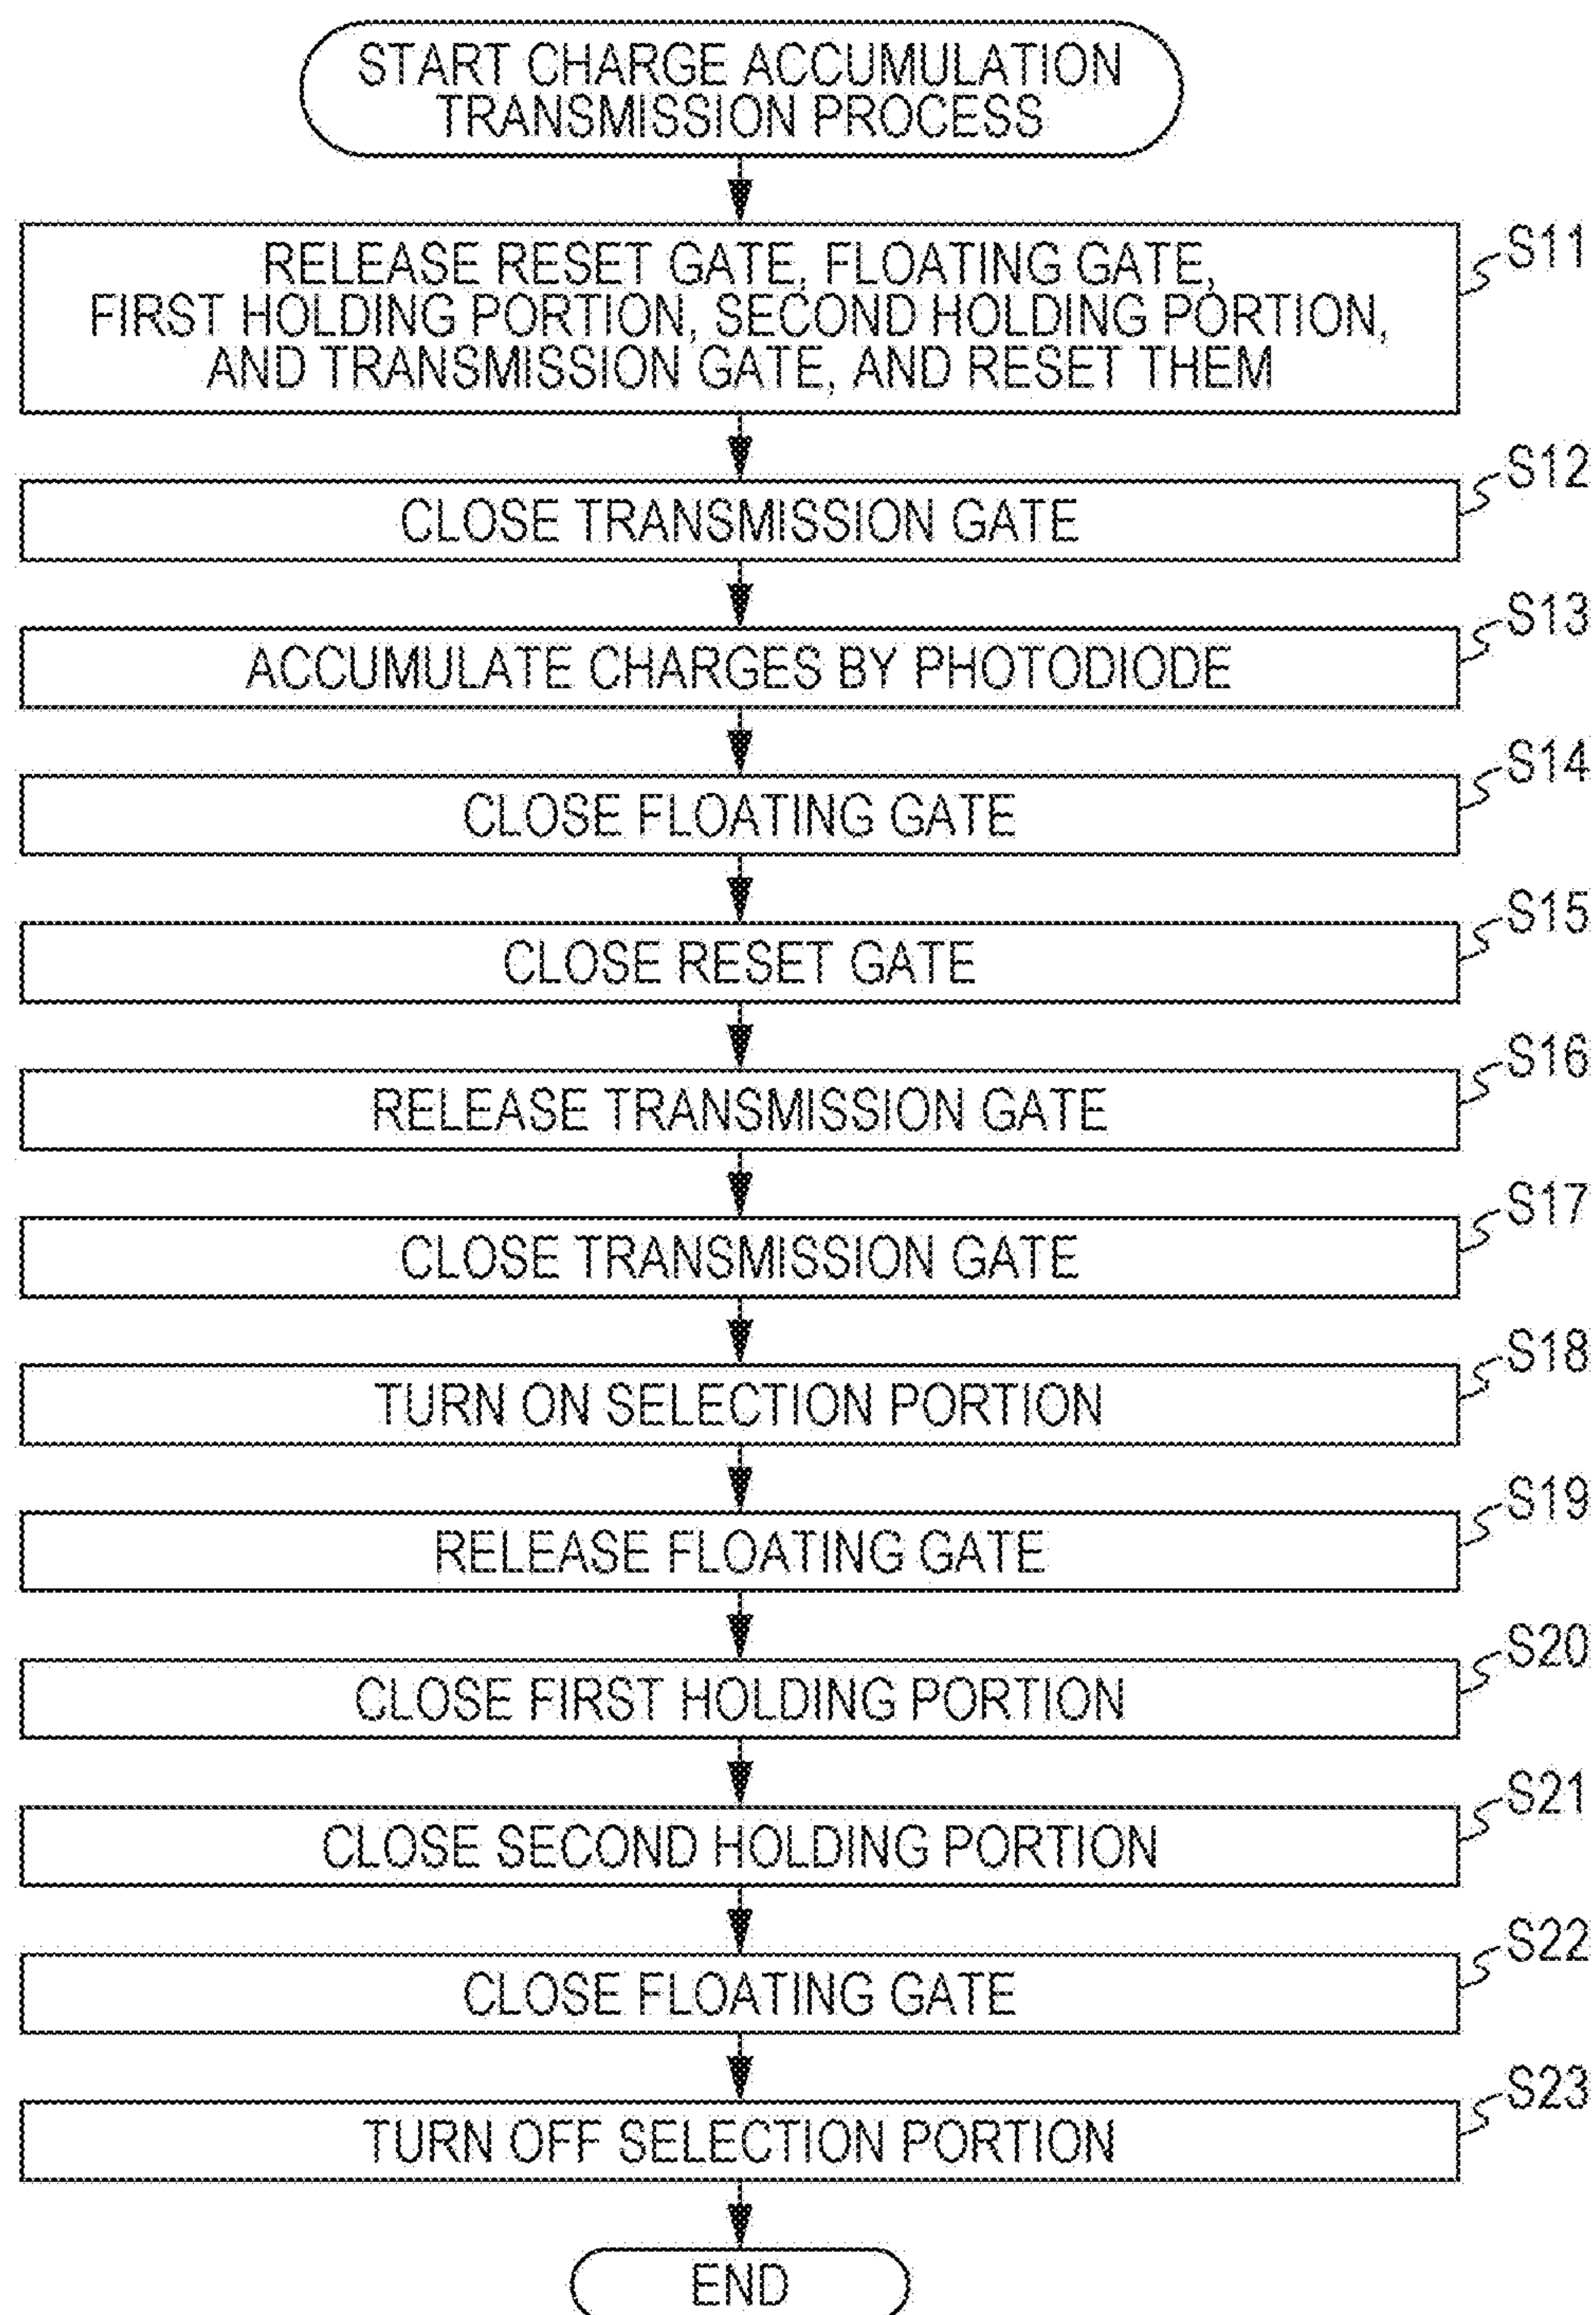 START CHARGE ACCUMULATION
TRANSMISSION PROCESS
RELEASE RESET GATE, FLOATING GATE,
FIRST HOLDING PORTION, SECOND HOLDING PORTION,
AND TRANSMISSION GATE, AND RESET THEM
S11
CLOSE TRANSMISSION GATE
S12
ACCUMULATE CHARGES BY PHOTODIODE
S13
CLOSE FLOATING GATE
S14
CLOSE RESET GATE
S15
RELEASE TRANSMISSION GATE
S16
CLOSE TRANSMISSION GATE
S17
TURN ON SELECTION PORTION
S18
RELEASE FLOATING GATE
S19
CLOSE FIRST HOLDING PORTION
S20
CLOSE SECOND HOLDING PORTION
S21
CLOSE FLOATING GATE
S22
TURN OFF SELECTION PORTION
S23
END